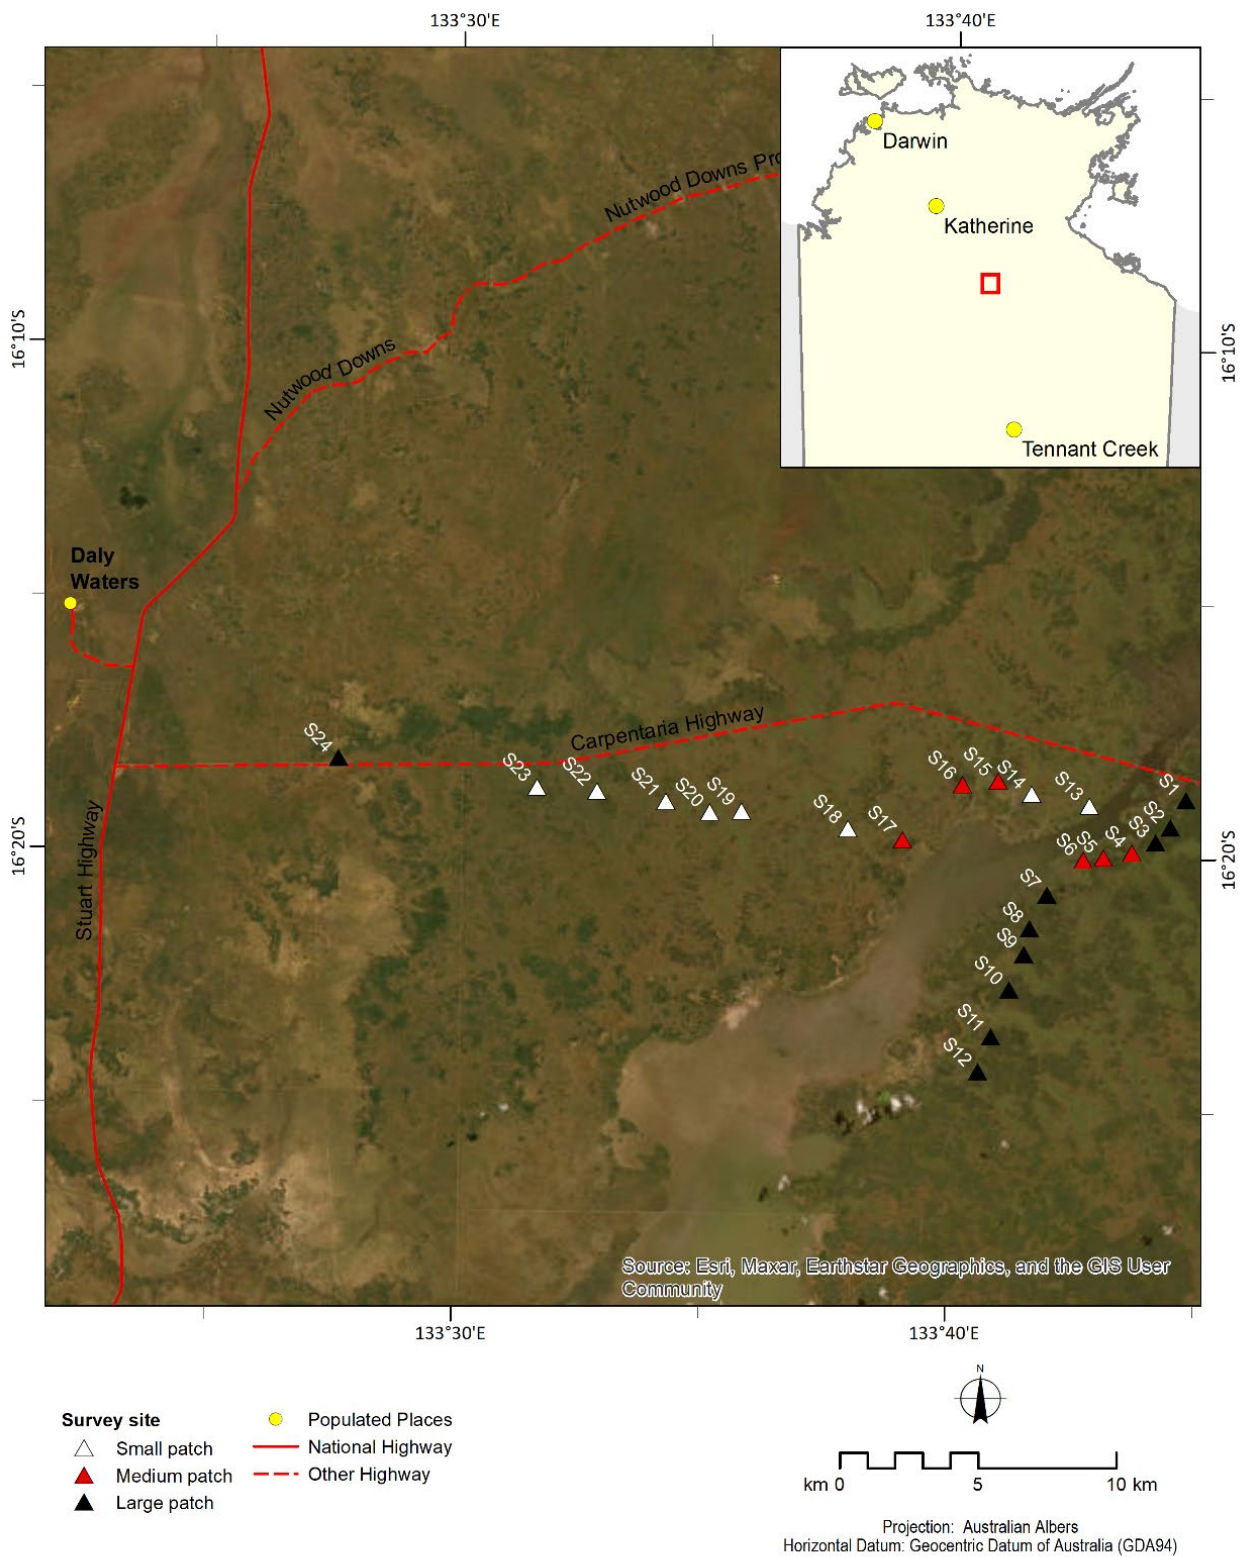 133°30'E
133°40'E
Darwin
Katherine
Tennant Creek
Nutwood Downs Pro
Nutwood Downs
16°10'S
16°10'S
Daly
Waters
Carpentaria Highway
Stuart Highway
S24
S23
S22
S21
S20
S19
S18
S17
S16
S15
S14
S13
S1
S2
S3
S4
S5
S6
S7
S8
S9
S10
S11
S12
16°20'S
16°20'S
Source: Esri, Maxar, Earthstar Geographics, and the GIS User
Community
133°30'E
133°40'E
N
Survey site
Small patch
Medium patch
Large patch
Populated Places
National Highway
Other Highway
km 0 5 10 km
Projection: Australian Albers
Horizontal Datum: Geocentric Datum of Australia (GDA94)